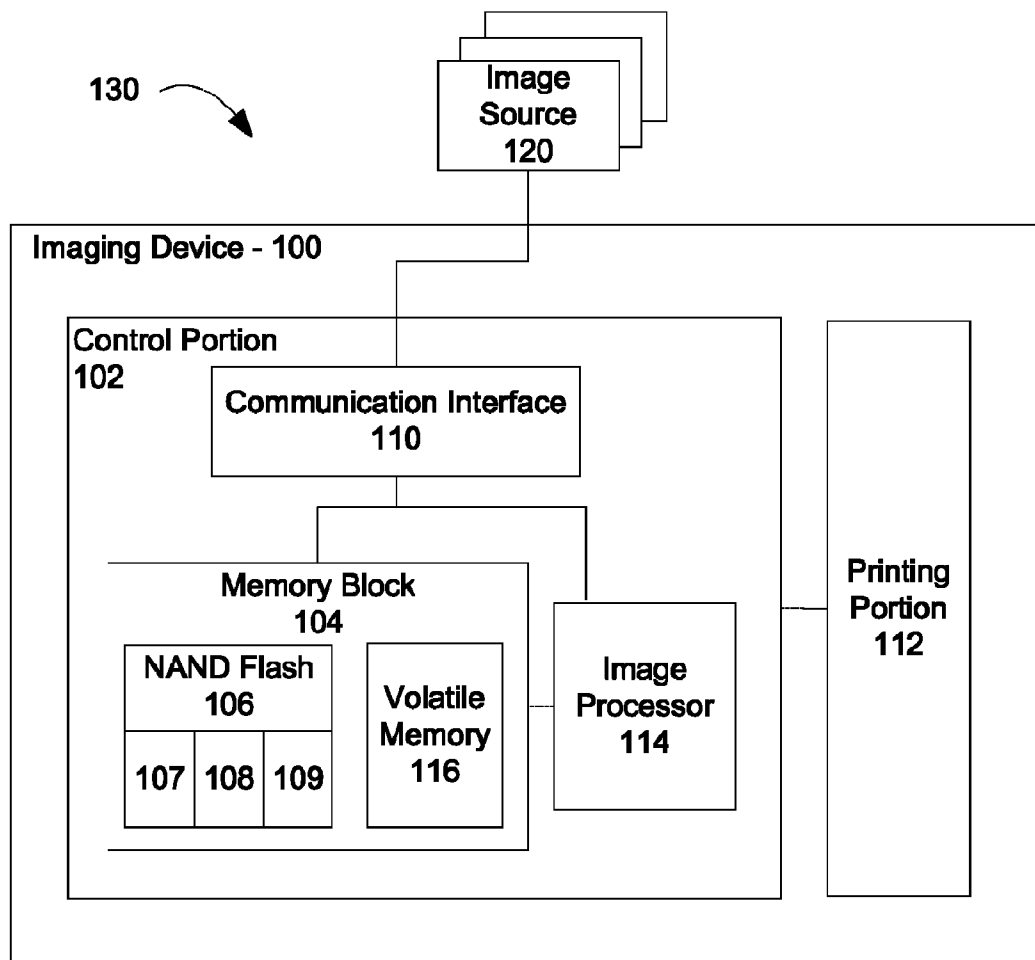 130
Image
Source
120
Imaging Device - 100
Control Portion
102
Communication Interface
110
Memory Block
104
NAND Flash
106
107 108 109
Volatile
Memory
116
Image
Processor
114
Printing
Portion
112